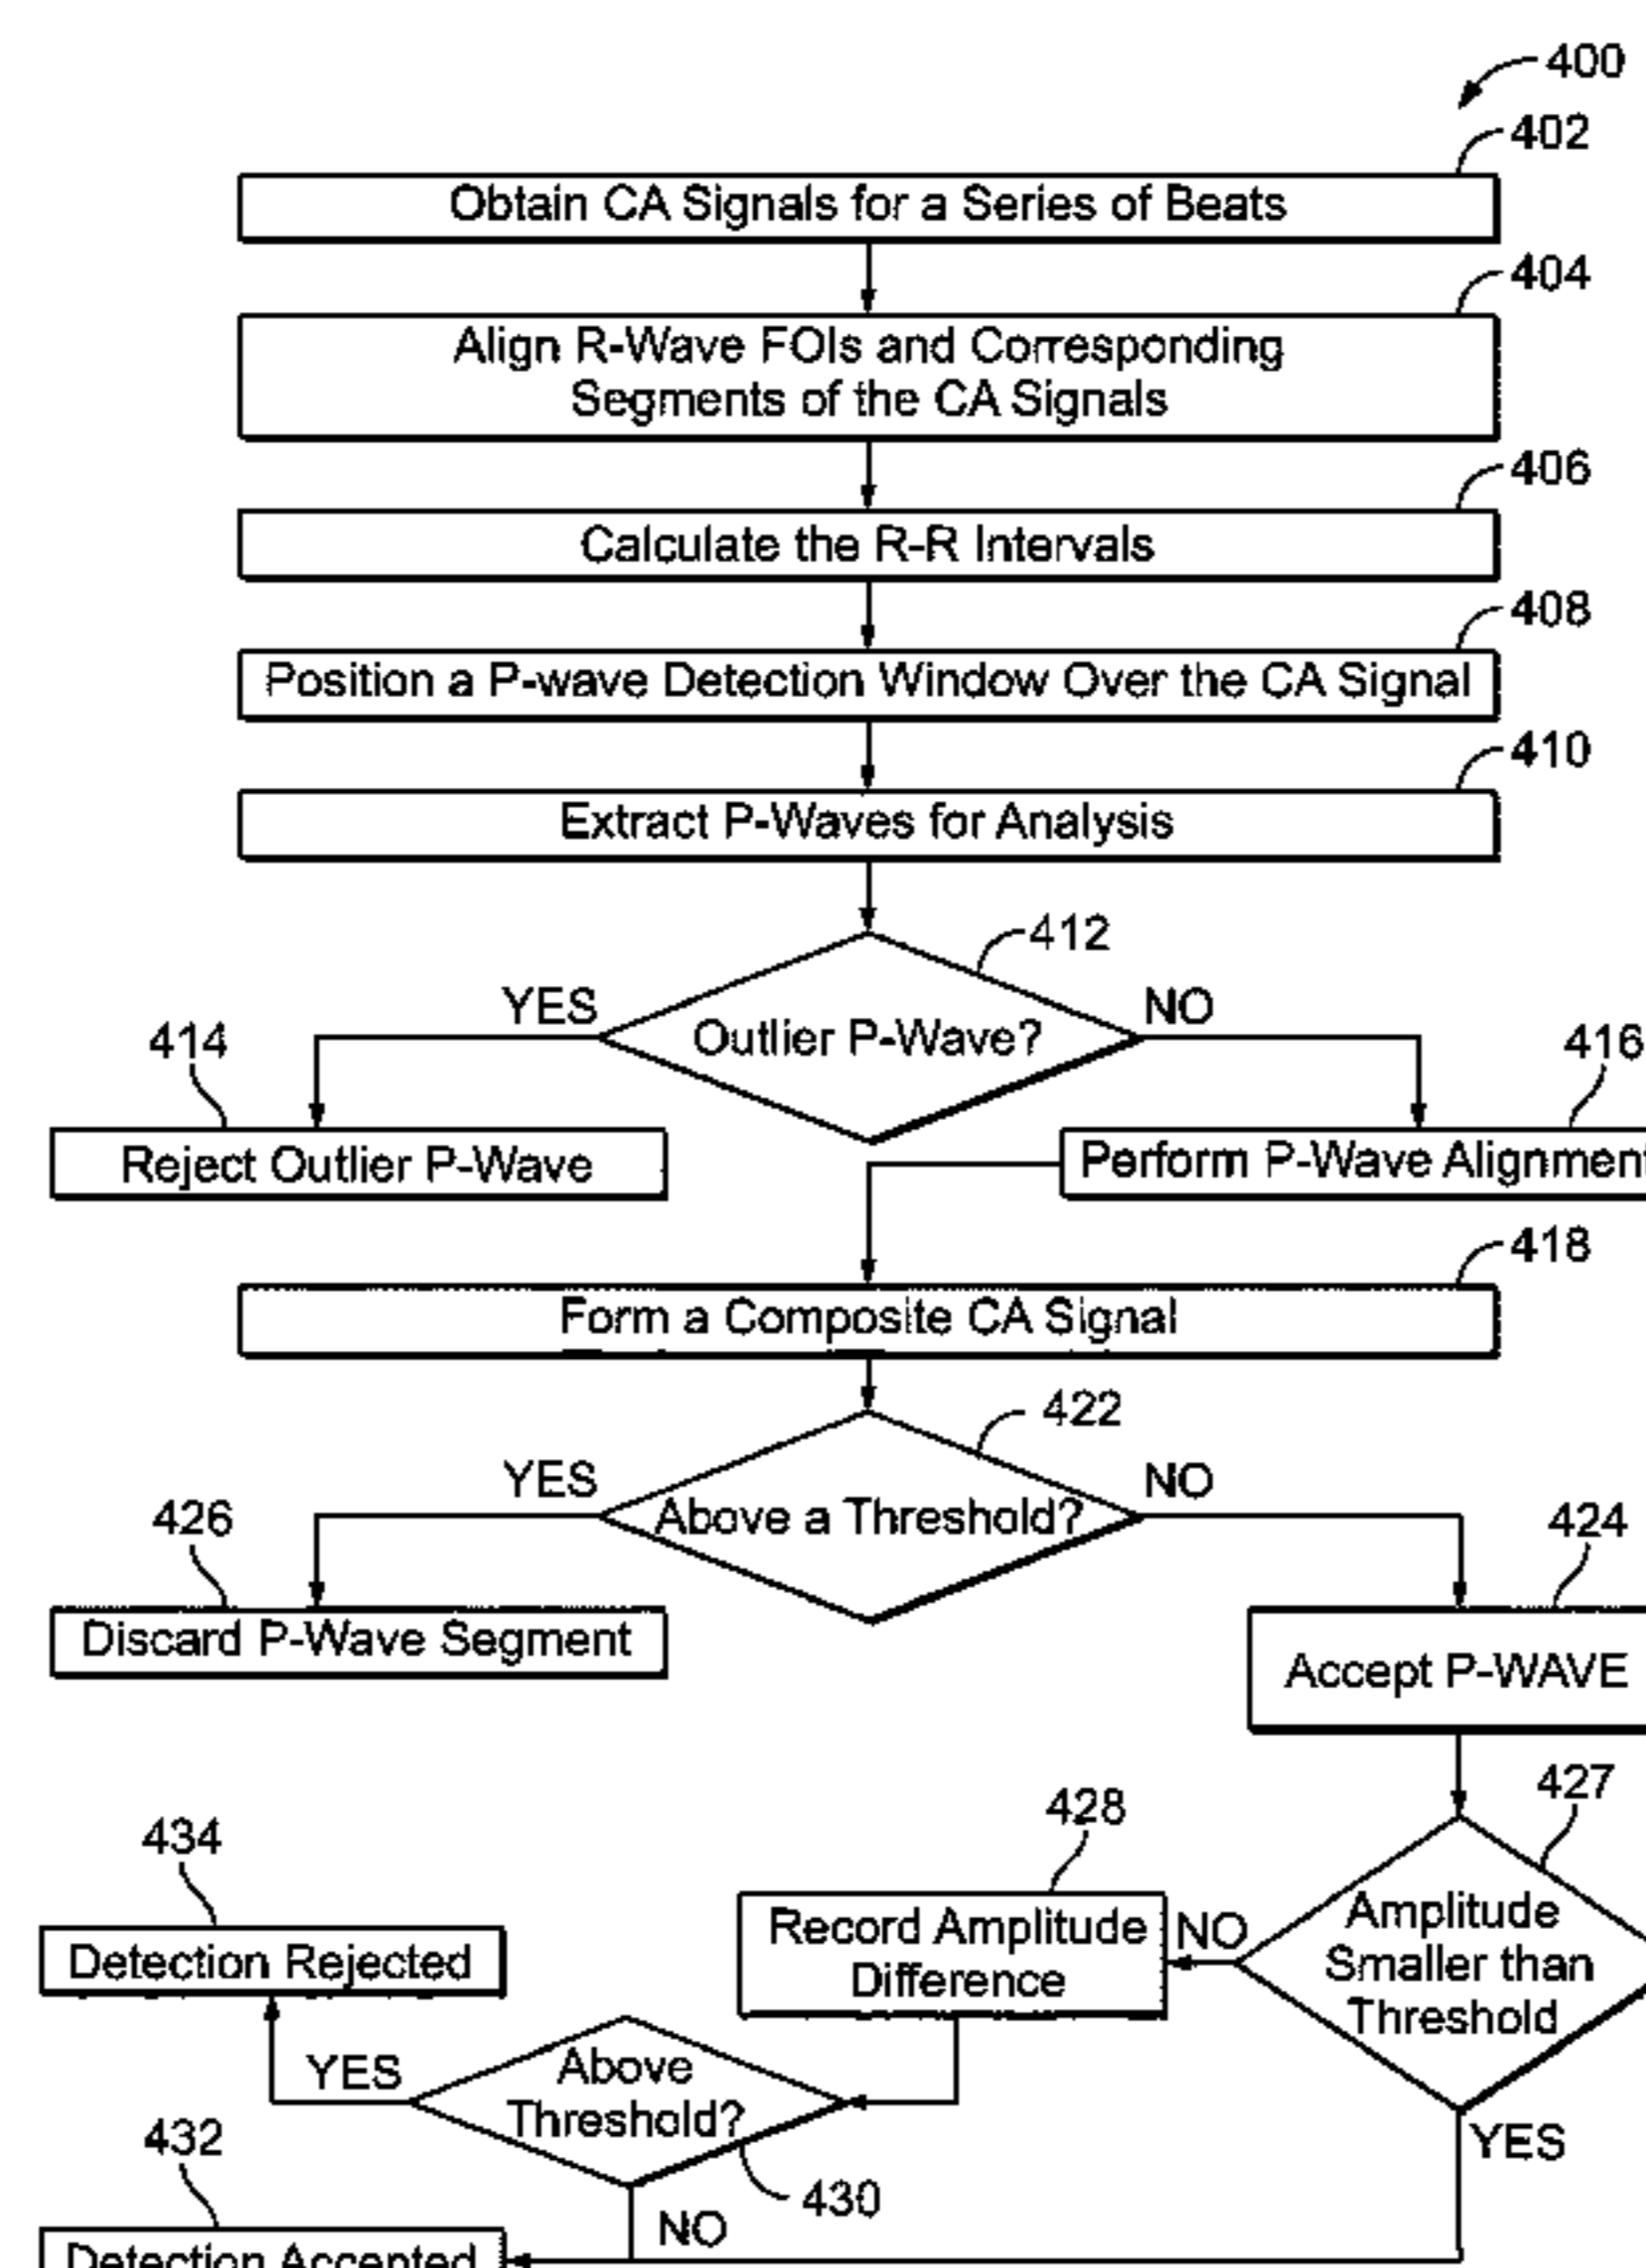 400
402
Obtain CA Signals for a Series of Beats
404
Align R-Wave FOIs and Corresponding
Segments of the CA Signals
406
Calculate the R-R Intervals
408
Position a P-wave Detection Window Over the CA Signal
410
Extract P-Waves for Analysis
412
YES
NO
Outlier P-Wave?
414
416
Reject Outlier P-Wave
Perform P-Wave Alignment
418
Form a Composite CA Signal
422
YES
NO
Above a Threshold?
426
424
Discard P-Wave Segment
Accept P-WAVE
427
428
434
Record Amplitude
Difference
NO
Amplitude
Smaller than
Threshold
Detection Rejected
YES
Above
Threshold?
432
YES
430
NO
Detection Accepted